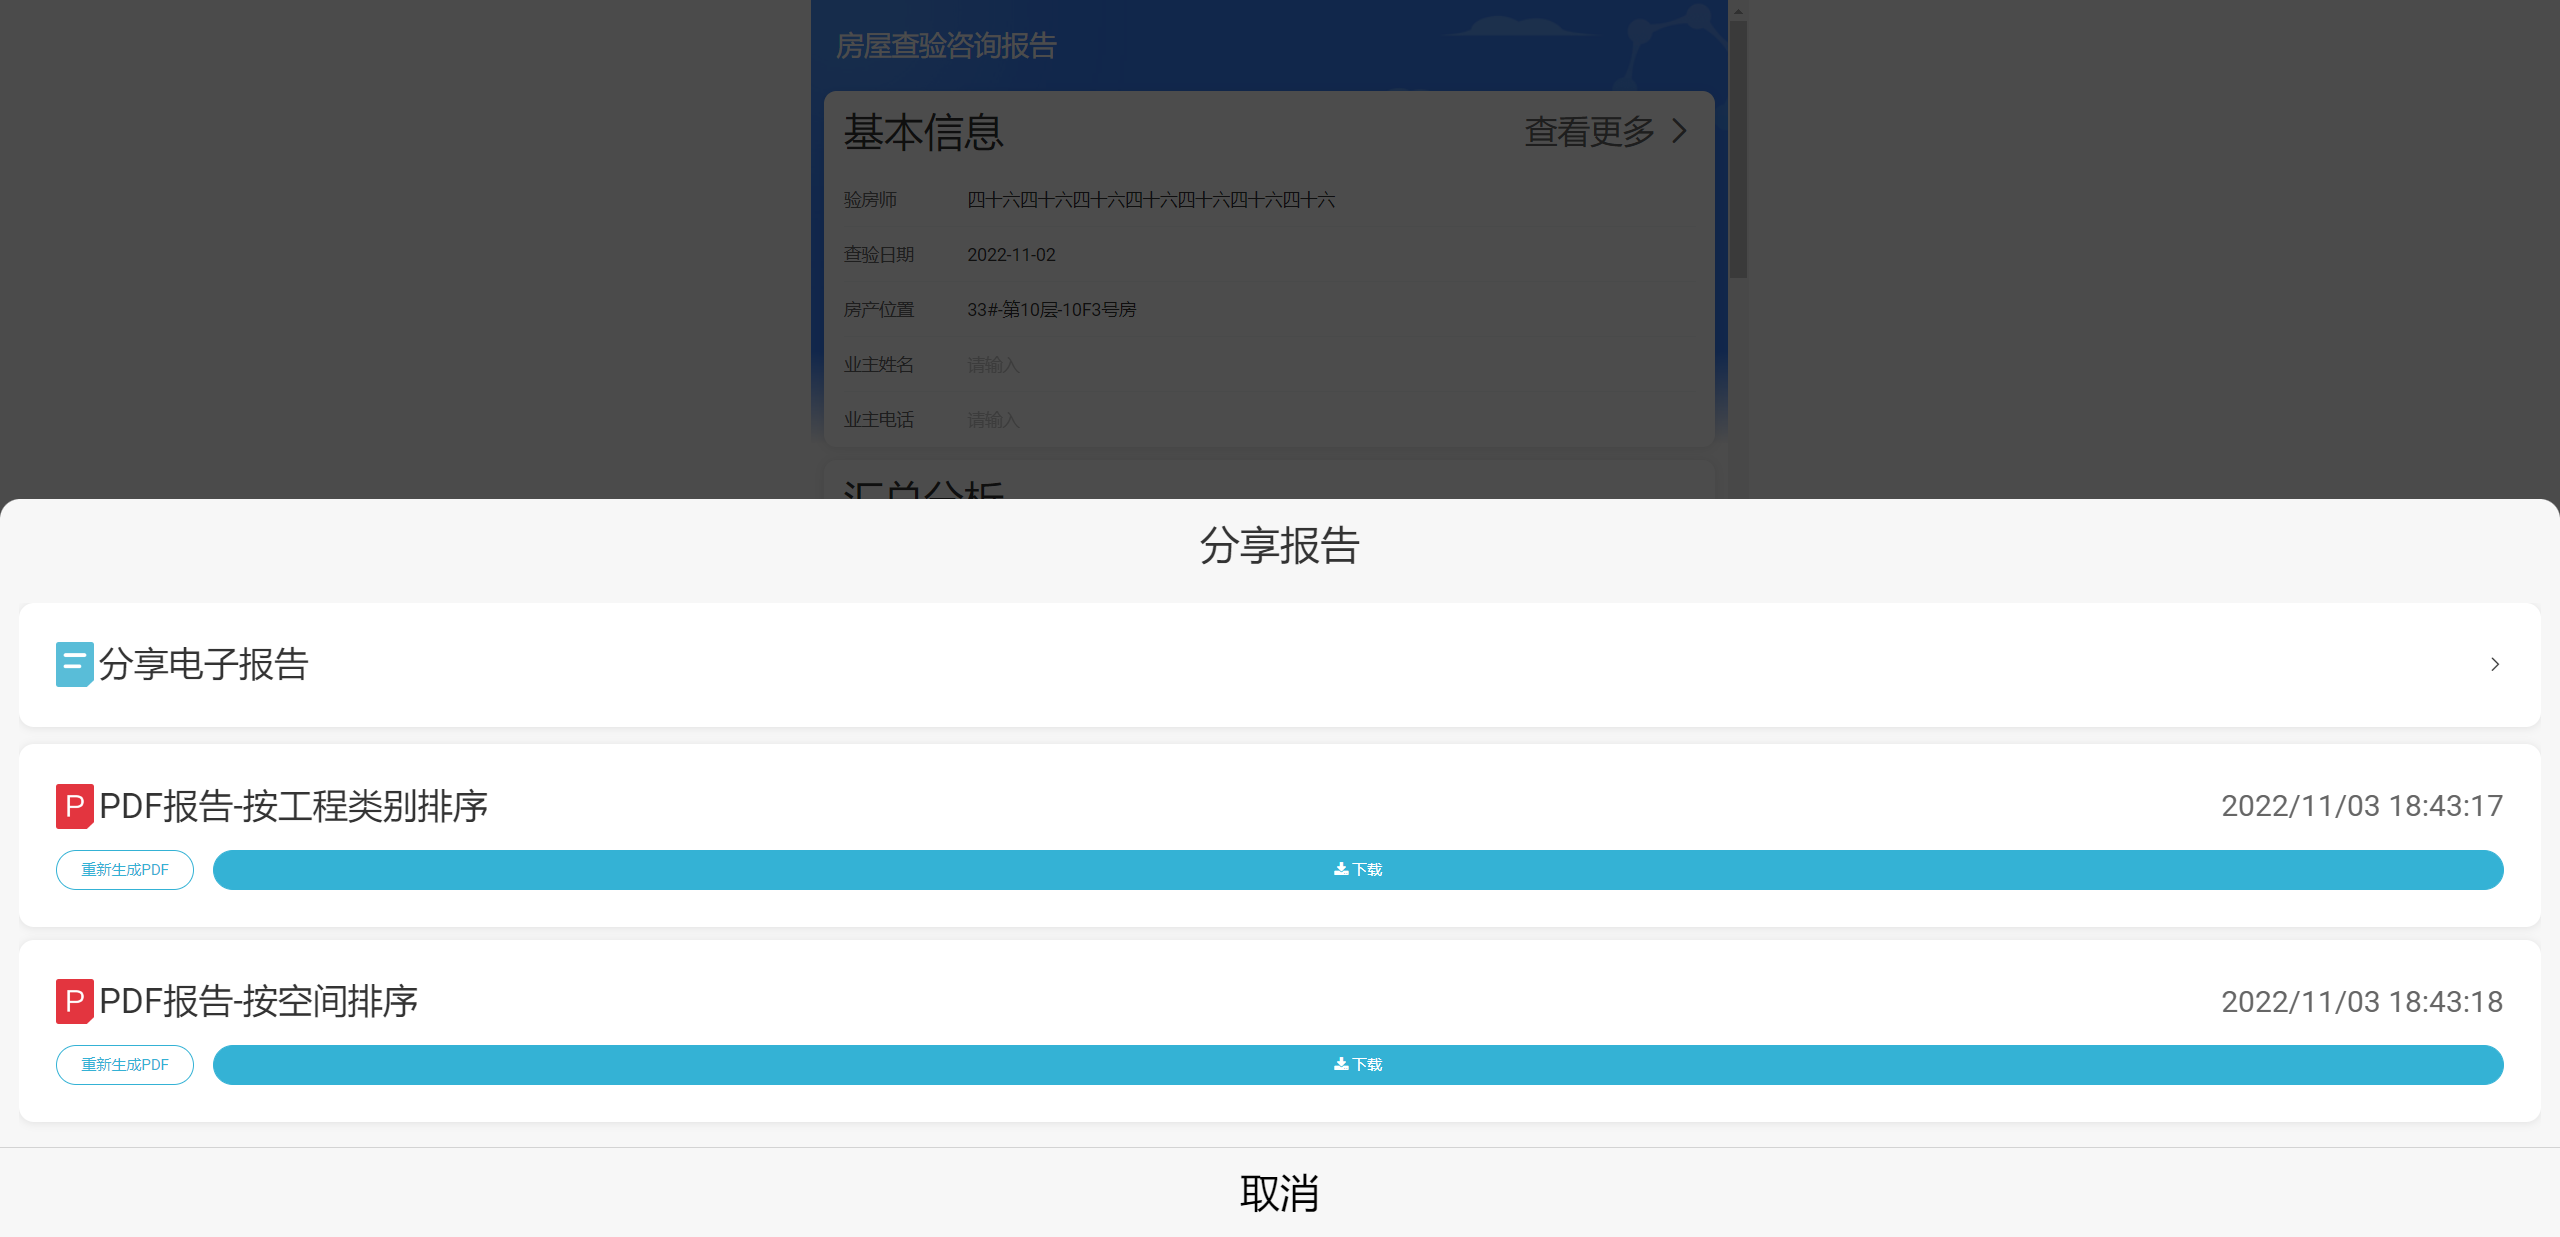 房屋查验咨询报告
基本信息
查看更多
验房师 四十六四十六四十六四十六四十六四十六四十六
查验日期 2022-11-02
房产位置 33#-第10层-10F3号房
业主姓名 请输入
业主电话 请输入
汇总分析
分享报告
分享电子报告
PDF报告-按工程类别排序 2022/11/03 18:43:17
重新生成PDF 下载
PDF报告-按空间排序 2022/11/03 18:43:18
重新生成PDF 下载
取消